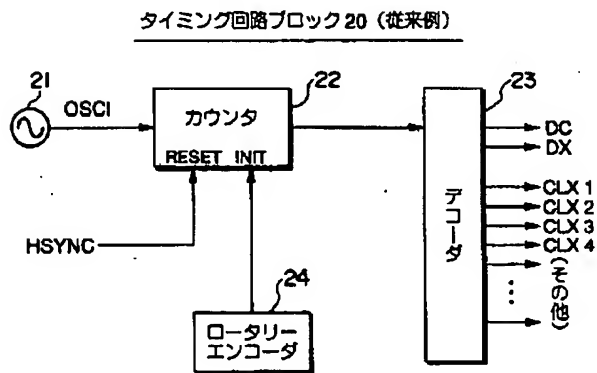 タイミング回路ブロック20（従来例）
21
OSCI
22
カウンタ
RESET INIT
HSYNC
24
ロータリー
エンコーダ
23
デコーダ
DC
DX
CLX 1
CLX 2
CLX 3
CLX 4
（その他）